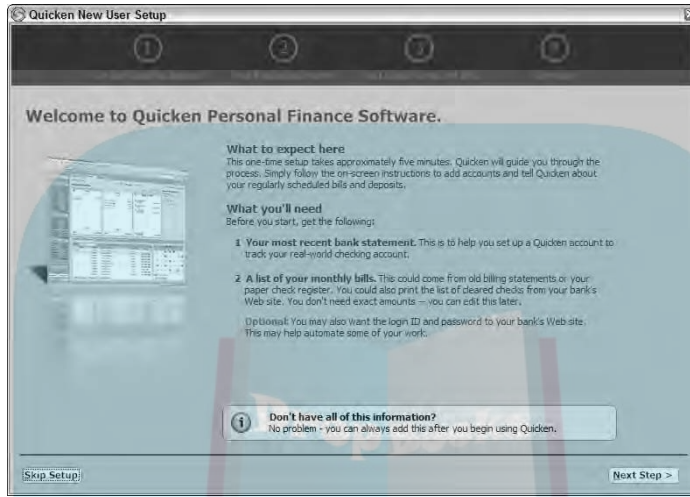 Quicken New User Setup
1 2 3
Welcome to Quicken Personal Finance Software.
What to expect here
This one-time setup takes approximately five minutes. Quicken will guide you through the
process. Simply follow the on-screen instructions to add accounts and tell Quicken about
your regularly scheduled bills and deposits.
What you'll need
Before you start, get the following:
1 Your most recent bank statement. This is to help you set up a Quicken account to
track your real-world checking account.
2 A list of your monthly bills. This could come from old billing statements or your
paper check register. You could also print the list of cleared checks from your bank's
Web site. You don't need exact amounts -- you can edit this later.
Optional: You may also want the login ID and password to your bank's Web site.
This may help automate some of your work.
Don't have all of this information?
No problem - you can always add this after you begin using Quicken.
Skip Setup
Next Step >